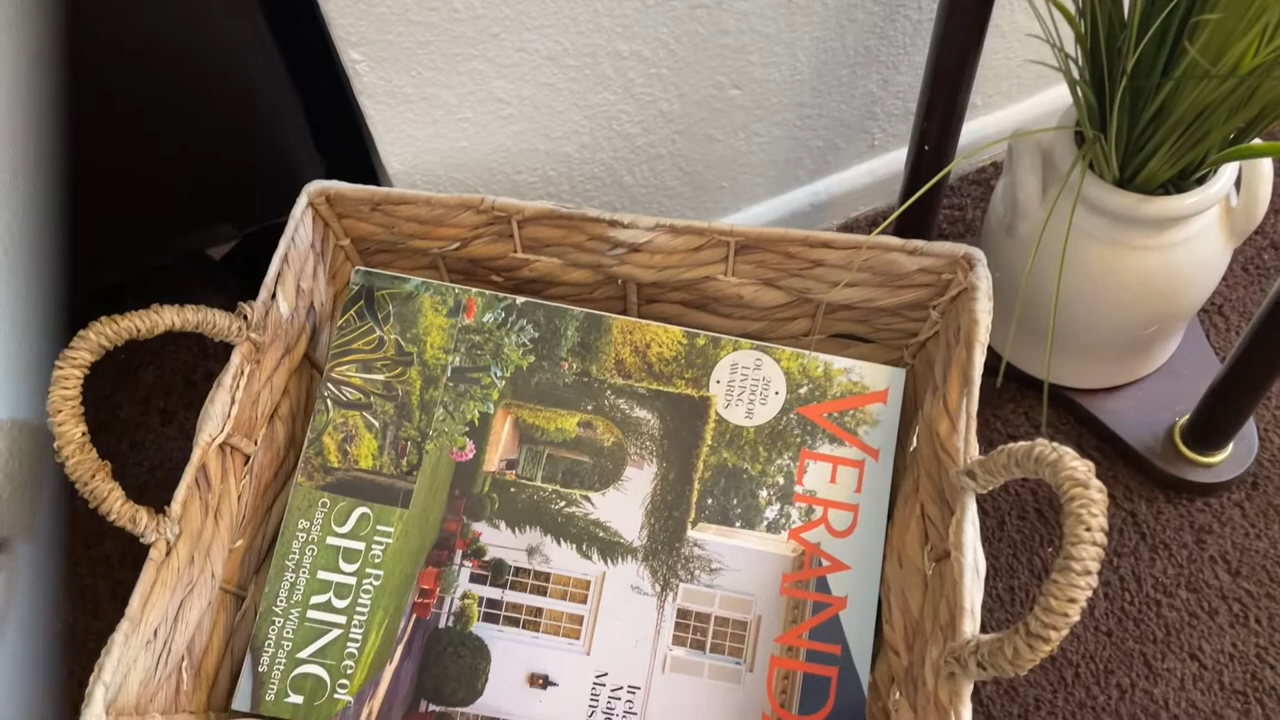 VERAND
2020
OUTDOOR
LIVING
AWARDS
The Romance of
SPRING
Classic Gardens, Wild Patterns
& Party-Ready Porches